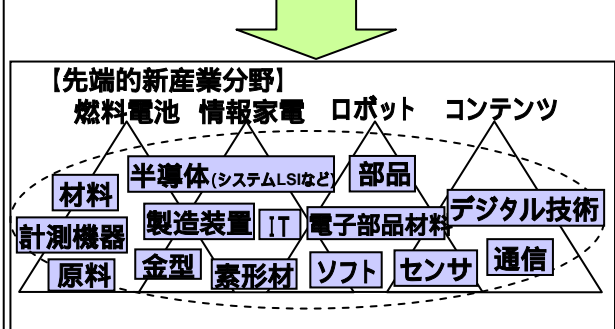 【先端的新産業分野】
燃料電池 情報家電 ロボット コンテンツ
半導体(システムLSIなど) 部品
材料
デジタル技術
製造装置 IT 電子部品材料
計測機器
通信
金型 ソフト センサ
原料 素形材